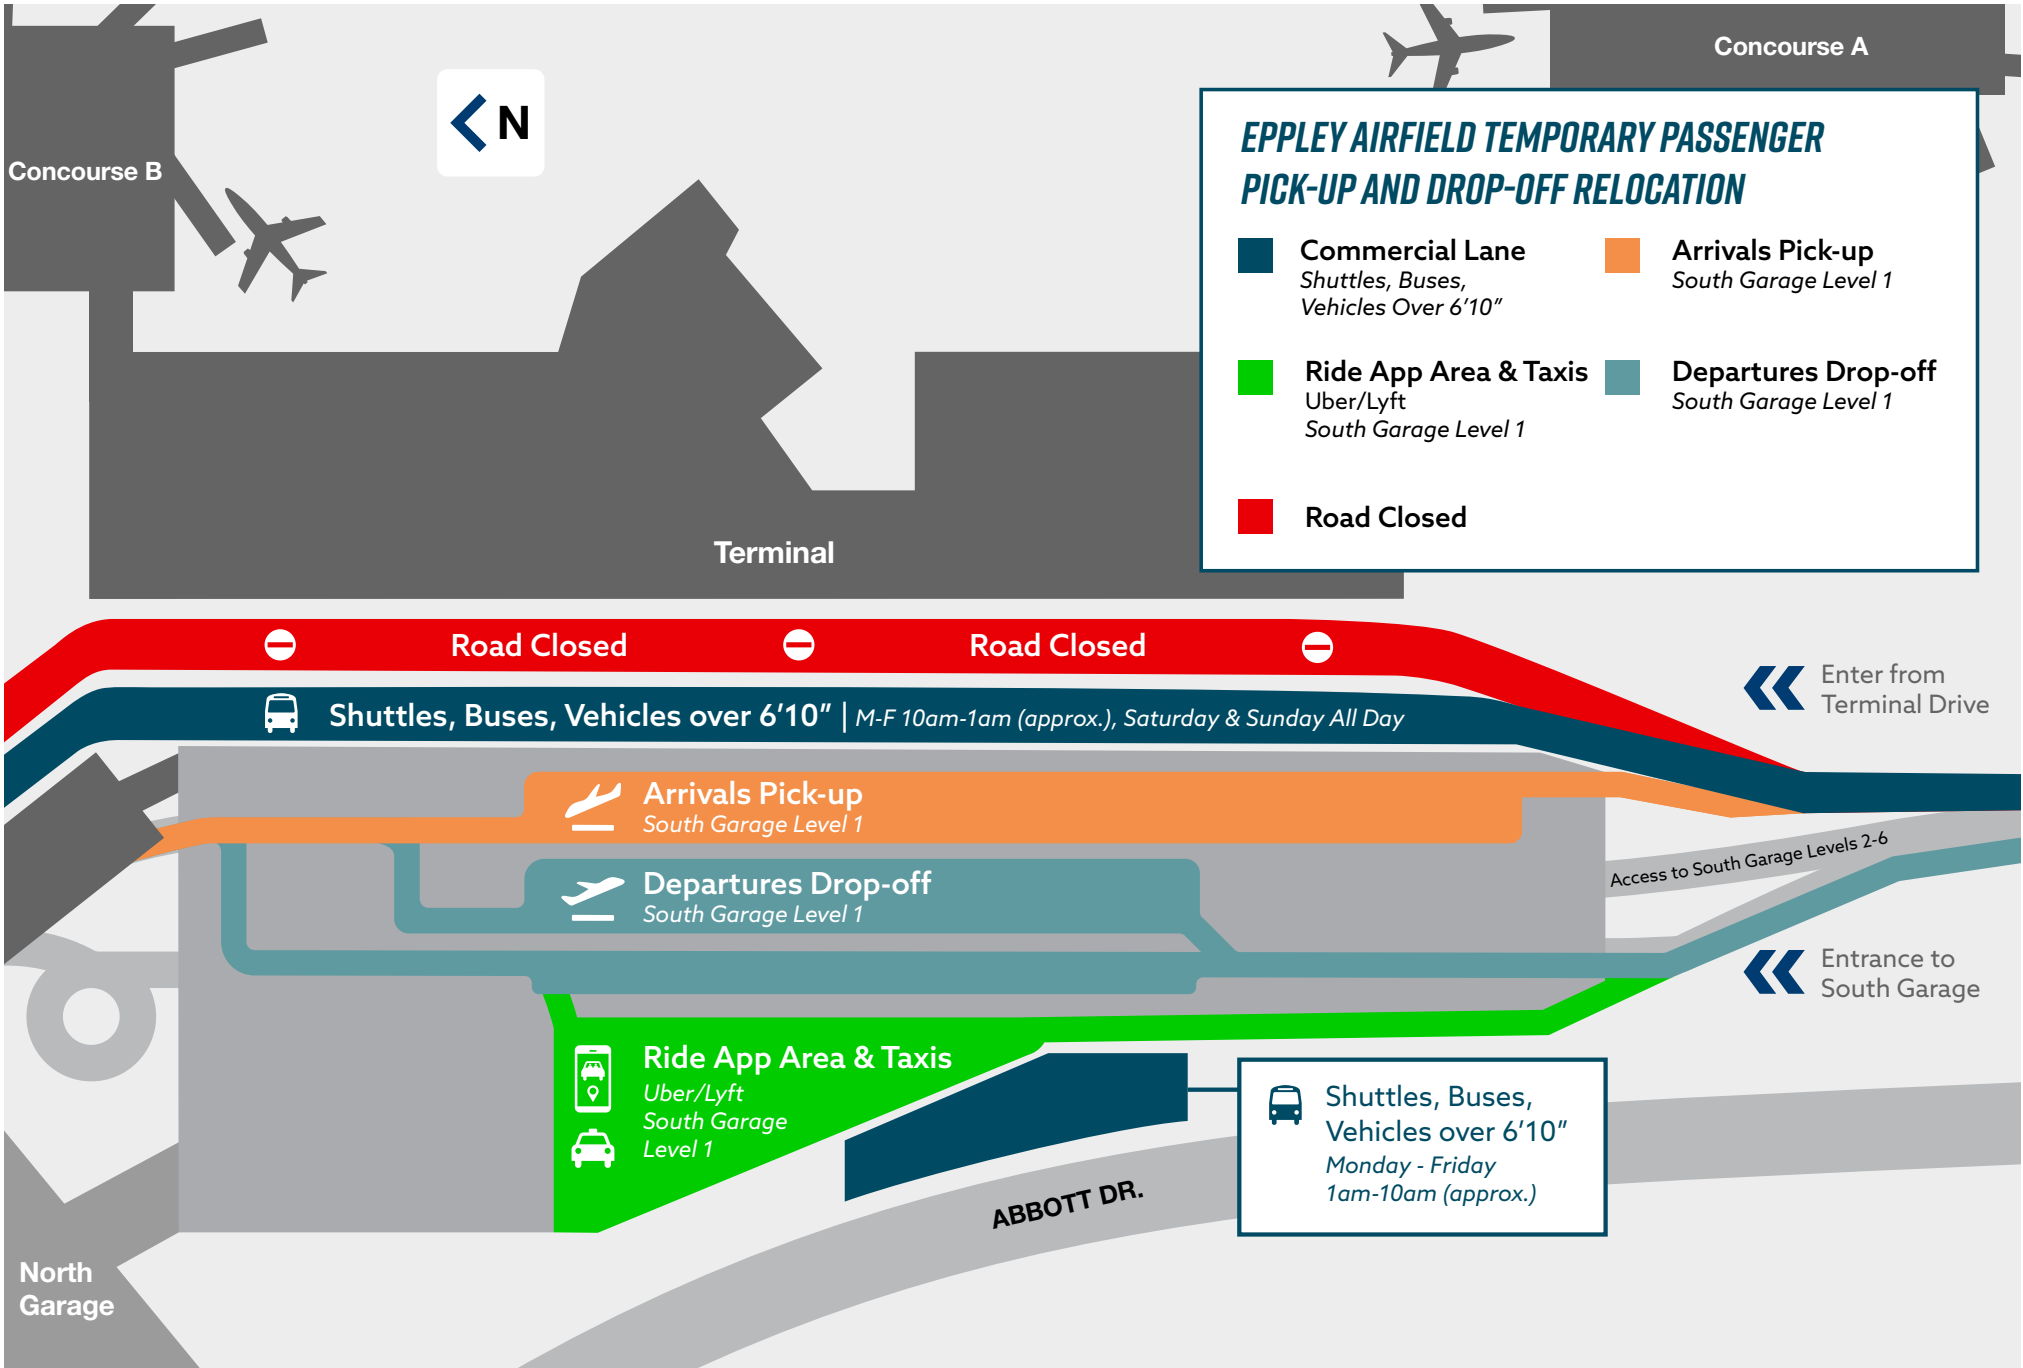 Concourse A
N
Concourse B
EPPLEY AIRFIELD TEMPORARY PASSENGER
PICK-UP AND DROP-OFF RELOCATION
Commercial Lane
Shuttles, Buses,
Vehicles Over 6’10”
Arrivals Pick-up
South Garage Level 1
Ride App Area & Taxis
Uber/Lyft
South Garage Level 1
Departures Drop-off
South Garage Level 1
Road Closed
Terminal
Road Closed
Road Closed
Enter from
Terminal Drive
Shuttles, Buses, Vehicles over 6’10” | M-F 10am-1am (approx.), Saturday & Sunday All Day
Arrivals Pick-up
South Garage Level 1
Access to South Garage Levels 2-6
Departures Drop-off
South Garage Level 1
Entrance to
South Garage
Ride App Area & Taxis
Uber/Lyft
South Garage
Level 1
Shuttles, Buses,
Vehicles over 6’10”
Monday - Friday
1am-10am (approx.)
ABBOTT DR.
North
Garage